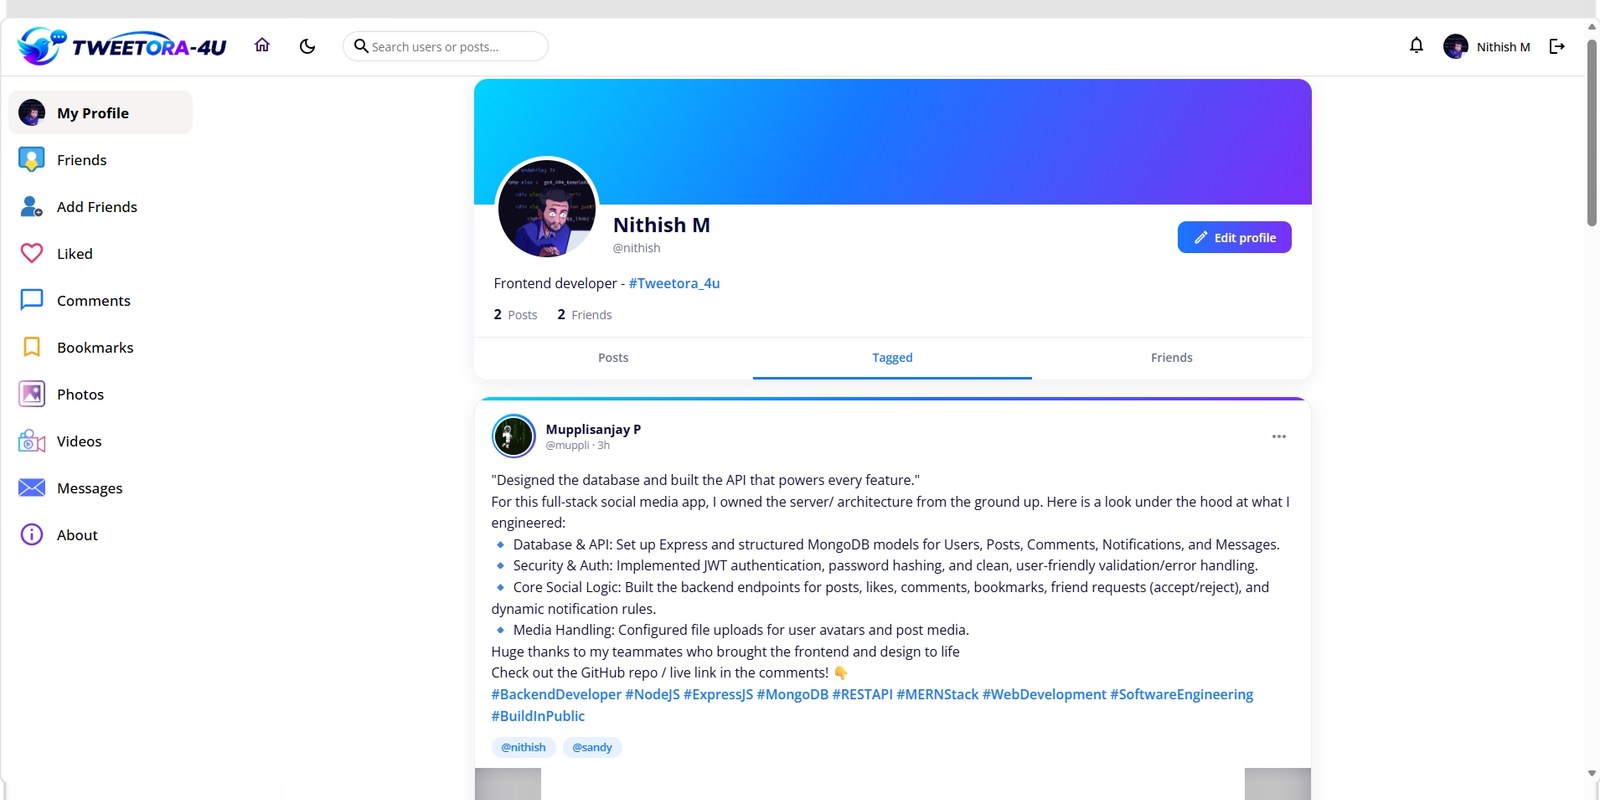 TWEETORA-4U
Search users or posts...
Nithish M
My Profile
Friends
Add Friends
Liked
Comments
Bookmarks
Photos
Videos
Messages
About
Nithish M
@nithish
Edit profile
Frontend developer - #Tweetora_4u
2 Posts 2 Friends
Posts Tagged Friends
Mupplisanjay P
@muppli · 3h
"Designed the database and built the API that powers every feature."
For this full-stack social media app, I owned the server/ architecture from the ground up. Here is a look under the hood at what I
engineered:
🔹 Database & API: Set up Express and structured MongoDB models for Users, Posts, Comments, Notifications, and Messages.
🔹 Security & Auth: Implemented JWT authentication, password hashing, and clean, user-friendly validation/error handling.
🔹 Core Social Logic: Built the backend endpoints for posts, likes, comments, bookmarks, friend requests (accept/reject), and
dynamic notification rules.
🔹 Media Handling: Configured file uploads for user avatars and post media.
Huge thanks to my teammates who brought the frontend and design to life
Check out the GitHub repo / live link in the comments! 👇
#BackendDeveloper #NodeJS #ExpressJS #MongoDB #RESTAPI #MERNStack #WebDevelopment #SoftwareEngineering
#BuildInPublic
@nithish @sandy